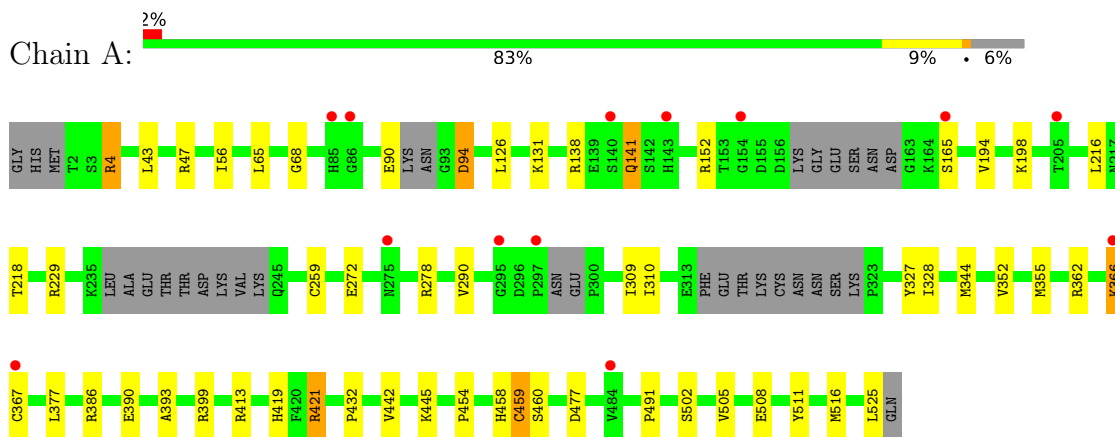 2%
Chain A:
83% 9% • 6%
GLY HIS MET T2 S3 R4 L43 R47 I56 L65 G68 H85 G86 E90 LYS ASN G93 D94 L126 K131 R138 E139 S140 Q141 S142 H143 R152 T153 G154 D155 D156 LYS GLY GLU SER ASN ASP G163 K164 S165 V194 K198 T205 L216 N217
T218 R229 K235 LEU ALA GLU THR THR ASP LYS VAL LYS Q245 C259 E272 N275 R278 V290 G295 D296 P297 ASN GLU P300 I309 I310 E313 PHE GLU THR LYS CYS ASN ASN SER LYS P323 Y327 I328 M344 V352 M355 R362 K366
C367 L377 R386 E390 A393 R399 R413 H419 F420 R421 P432 V442 K445 P454 H458 C459 S460 D477 V484 P491 S502 V505 E508 Y511 M516 L525 GLN